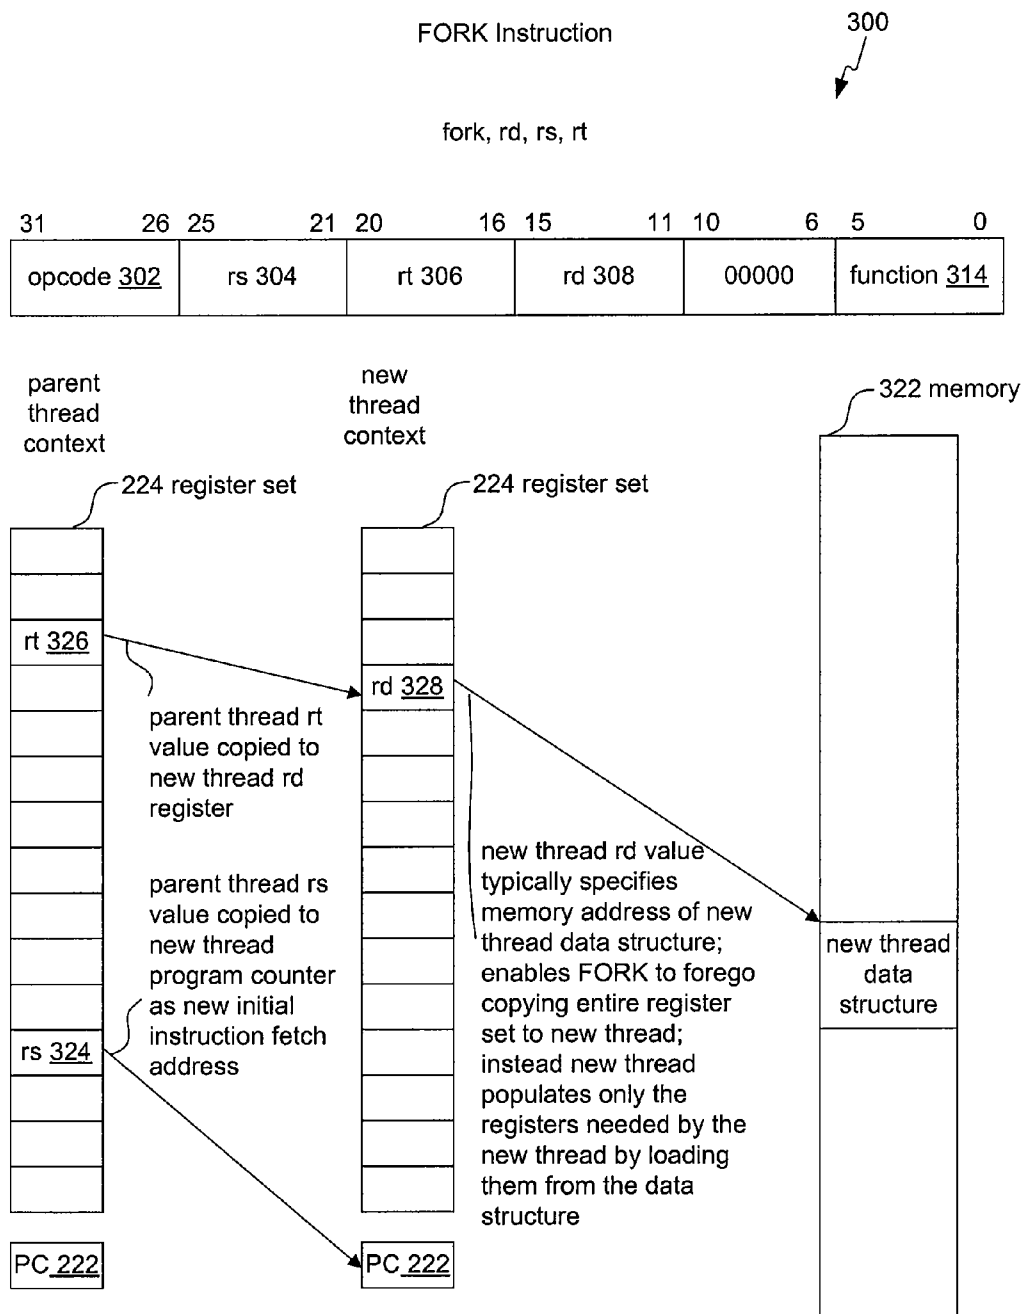 FORK Instruction
300
fork, rd, rs, rt
31 26 25 21 20 16 15 11 10 6 5 0
opcode 302 rs 304 rt 306 rd 308 00000 function 314
parent
thread
context
new
thread
context
322 memory
224 register set
224 register set
rt 326
rd 328
parent thread rt
value copied to
new thread rd
register
parent thread rs
value copied to
new thread
program counter
as new initial
instruction fetch
address
rs 324
new thread rd value
typically specifies
memory address of new
thread data structure;
enables FORK to forego
copying entire register
set to new thread;
instead new thread
populates only the
registers needed by the
new thread by loading
them from the data
structure
new thread
data
structure
PC 222
PC 222